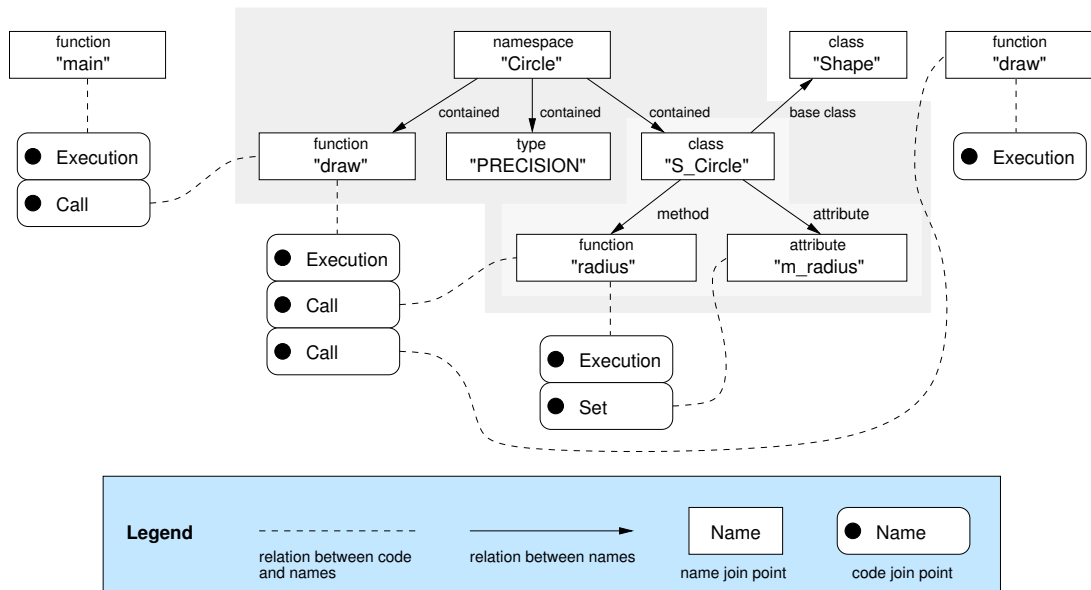 function
"main"
namespace
"Circle"
class
"Shape"
function
"draw"
contained
contained
contained
base class
function
"draw"
type
"PRECISION"
class
"S_Circle"
Execution
Call
Execution
method
attribute
function
"radius"
attribute
"m_radius"
Execution
Call
Call
Execution
Set
Legend
relation between code
and names
relation between names
Name
name join point
Name
code join point